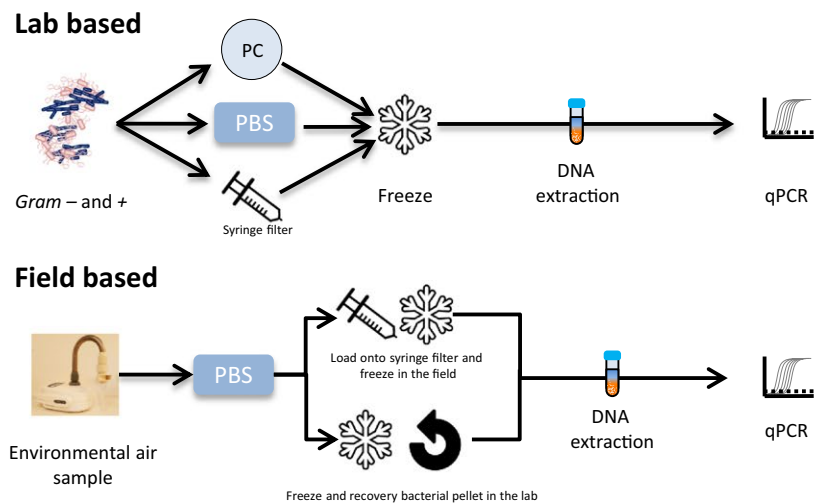 Lab based
PC
PBS
Syringe filter
Gram – and +
Freeze
DNA
extraction
qPCR
Field based
PBS
Load onto syringe filter and
freeze in the field
Environmental air
sample
DNA
extraction
qPCR
Freeze and recovery bacterial pellet in the lab